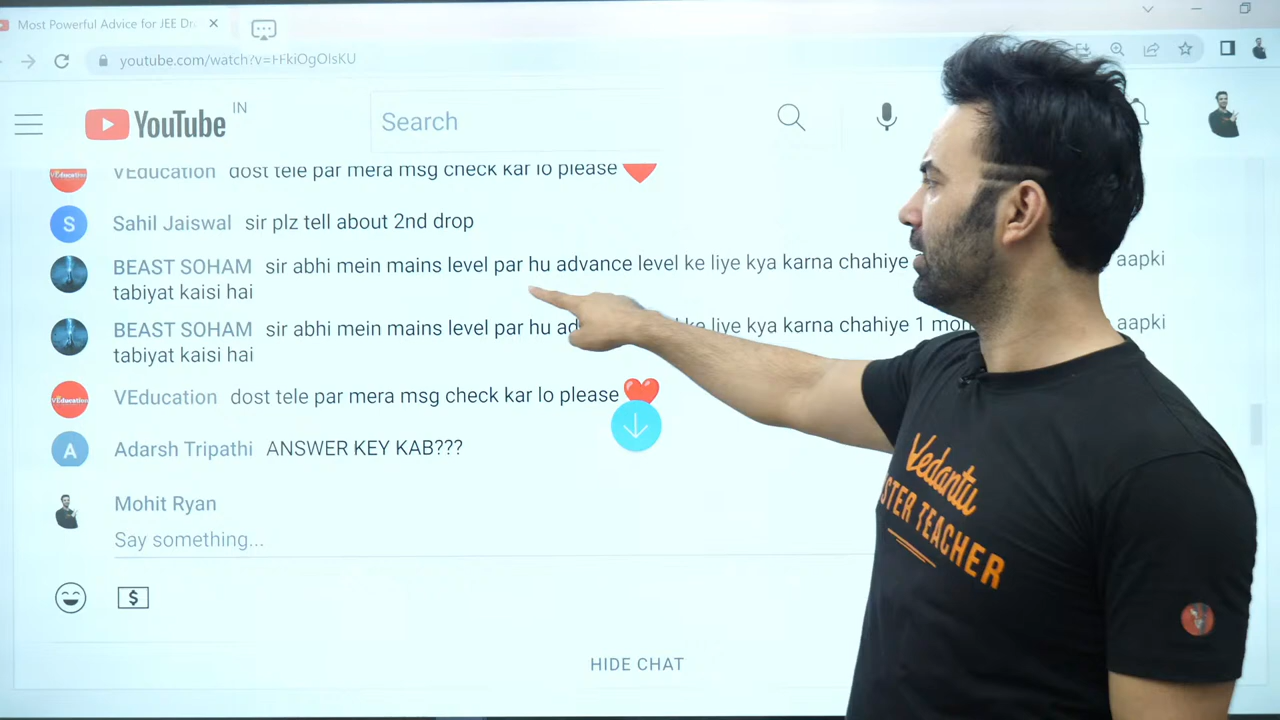 Most Powerful Advice for JEE Dr
youtube.com/watch?v=FFkiOgOIsKU
YouTube IN
Search
VEducation dost tele par mera msg check kar lo please
VEducation
S Sahil Jaiswal sir plz tell about 2nd drop
BEAST SOHAM sir abhi mein mains level par hu advance level ke liye kya karna chahiye aapki
tabiyat kaisi hai
BEAST SOHAM sir abhi mein mains level par hu ad ke liye kya karna chahiye 1 mon aapki
tabiyat kaisi hai
VEducation VEducation dost tele par mera msg check kar lo please
A Adarsh Tripathi ANSWER KEY KAB???
Mohit Ryan
Say something...
$
HIDE CHAT
Vedantu
STER TEACHER